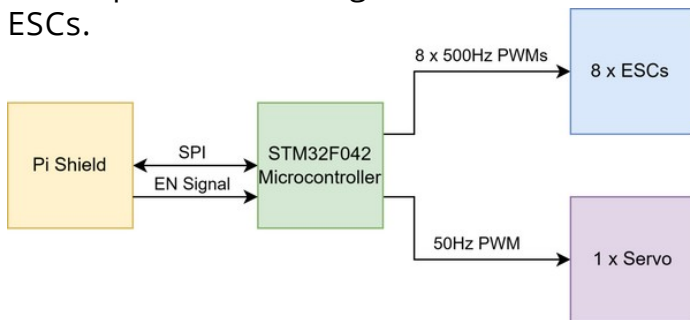 ESCs.
8 x 500Hz PWMs
8 x ESCs
Pi Shield
SPI
EN Signal
STM32F042
Microcontroller
50Hz PWM
1 x Servo